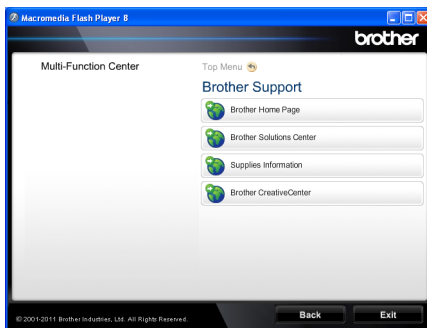 Macromedia Flash Player 8
brother
Multi-Function Center
Top Menu
Brother Support
Brother Home Page
Brother Solutions Center
Supplies Information
Brother CreativeCenter
© 2001-2011 Brother Industries, Ltd. All Rights Reserved.
Back
Exit